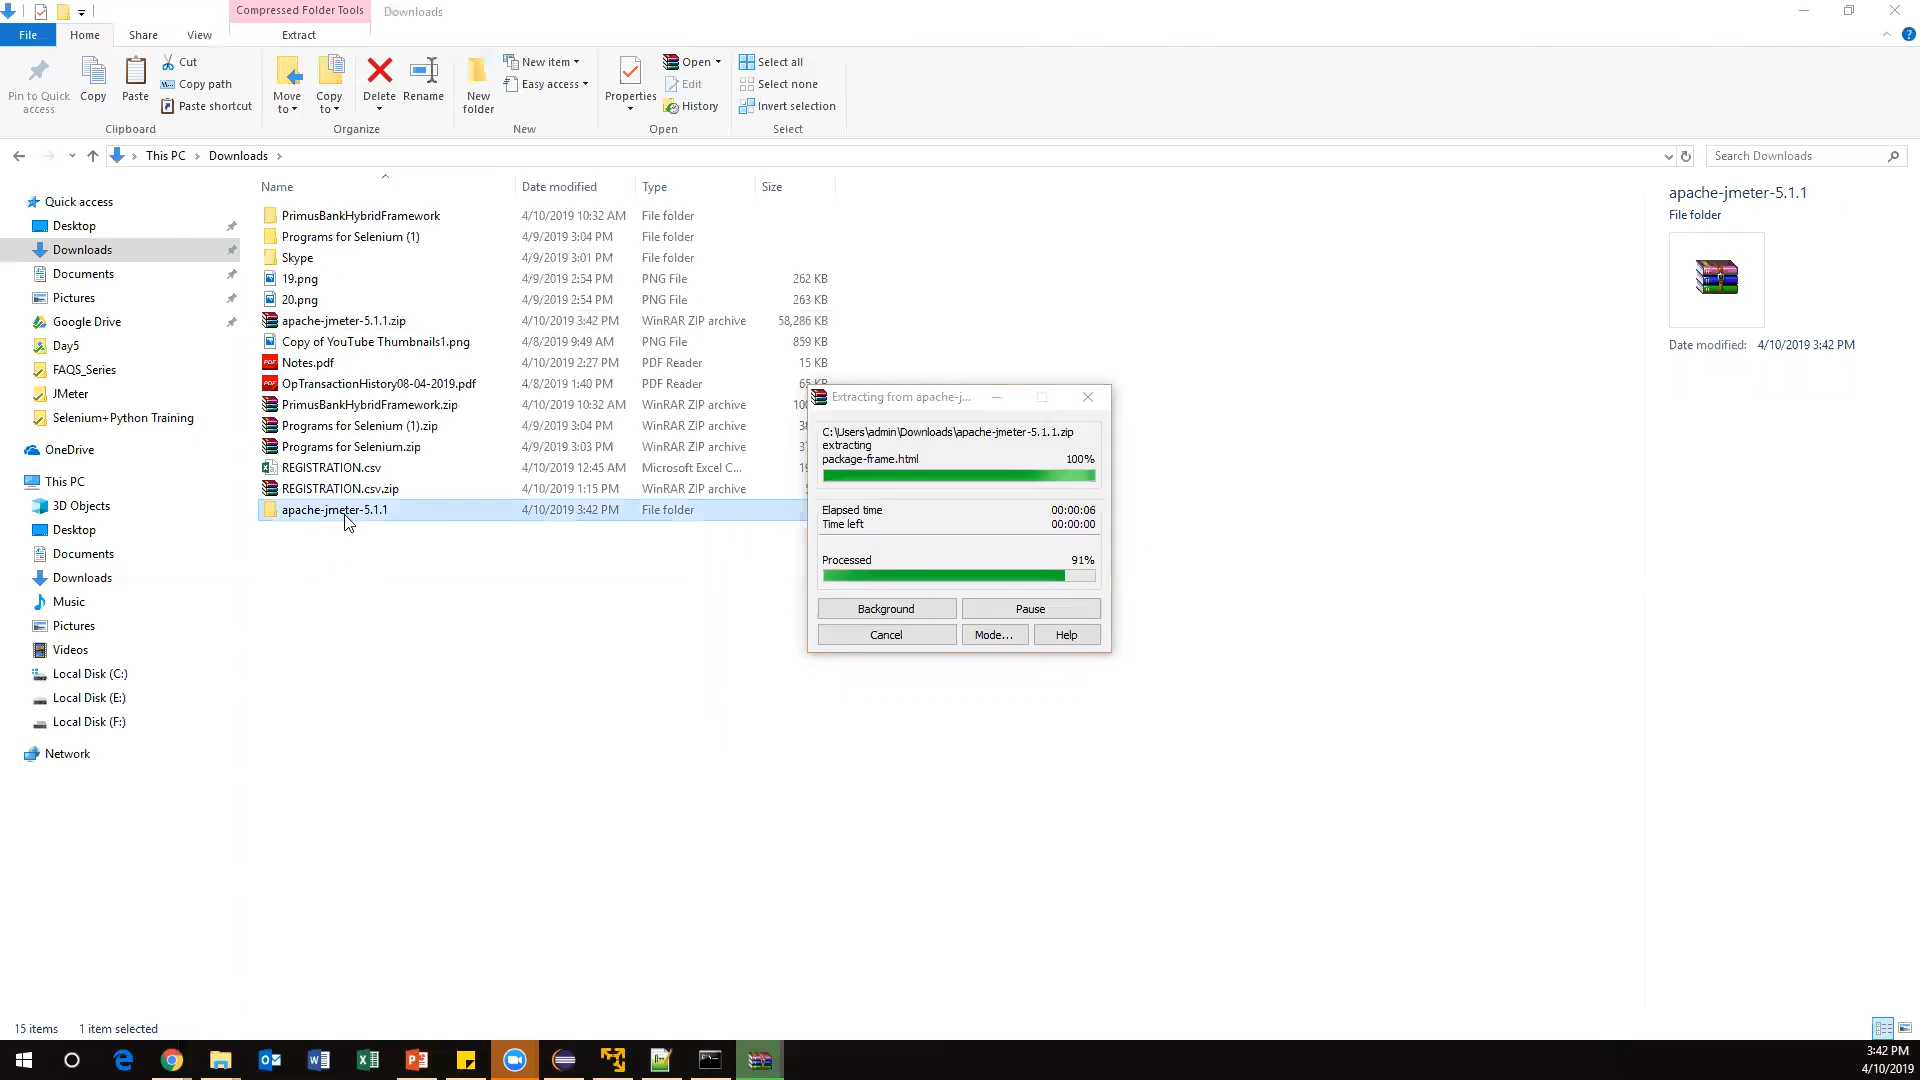 Compressed Folder Tools
Downloads
File
Home
Share
View
Extract
Pin to Quick access
Copy
Paste
Cut
Copy path
Paste shortcut
Clipboard
Move to
Copy to
Delete
Rename
Organize
New folder
New item
Easy access
New
Properties
Open
Edit
History
Open
Select all
Select none
Invert selection
Select
This PC
Downloads
Search Downloads
Name
Date modified
Type
Size
PrimusBankHybridFramework 4/10/2019 10:32 AM File folder
Programs for Selenium (1) 4/9/2019 3:04 PM File folder
Skype 4/9/2019 3:01 PM File folder
19.png 4/9/2019 2:54 PM PNG File 262 KB
20.png 4/9/2019 2:54 PM PNG File 263 KB
apache-jmeter-5.1.1.zip 4/10/2019 3:42 PM WinRAR ZIP archive 58,286 KB
Copy of YouTube Thumbnails1.png 4/8/2019 9:49 AM PNG File 859 KB
Notes.pdf 4/10/2019 2:27 PM PDF Reader 15 KB
OpTransactionHistory08-04-2019.pdf 4/8/2019 1:40 PM PDF Reader 65 KB
PrimusBankHybridFramework.zip 4/10/2019 10:32 AM WinRAR ZIP archive
Programs for Selenium (1).zip 4/9/2019 3:04 PM WinRAR ZIP archive
Programs for Selenium.zip 4/9/2019 3:03 PM WinRAR ZIP archive
REGISTRATION.csv 4/10/2019 12:45 AM Microsoft Excel C...
REGISTRATION.csv.zip 4/10/2019 1:15 PM WinRAR ZIP archive
apache-jmeter-5.1.1 4/10/2019 3:42 PM File folder
Quick access
Desktop
Downloads
Documents
Pictures
Google Drive
Day5
FAQS_Series
JMeter
Selenium+Python Training
OneDrive
This PC
3D Objects
Desktop
Documents
Downloads
Music
Pictures
Videos
Local Disk (C:)
Local Disk (E:)
Local Disk (F:)
Network
Extracting from apache-j...
C:\Users\admin\Downloads\apache-jmeter-5.1.1.zip
extracting
package-frame.html 100%
Elapsed time 00:00:06
Time left 00:00:00
Processed 91%
Background
Pause
Cancel
Mode...
Help
apache-jmeter-5.1.1
File folder
Date modified: 4/10/2019 3:42 PM
15 items 1 item selected
3:42 PM
4/10/2019